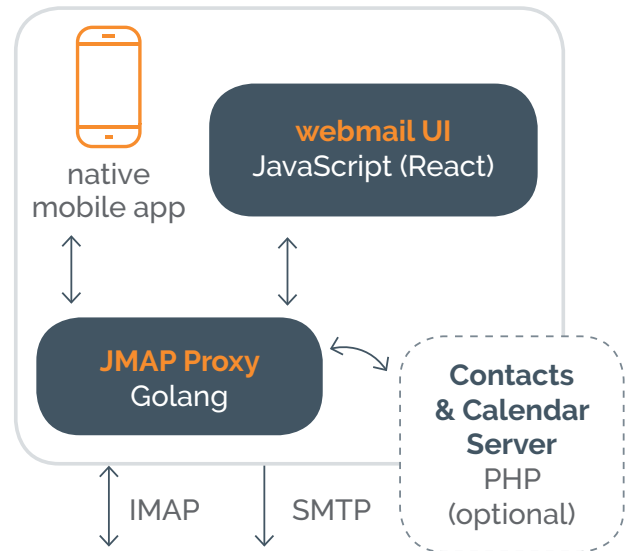 native
mobile app
webmail UI
JavaScript (React)
JMAP Proxy
Golang
Contacts
& Calendar
Server
PHP
(optional)
IMAP
SMTP